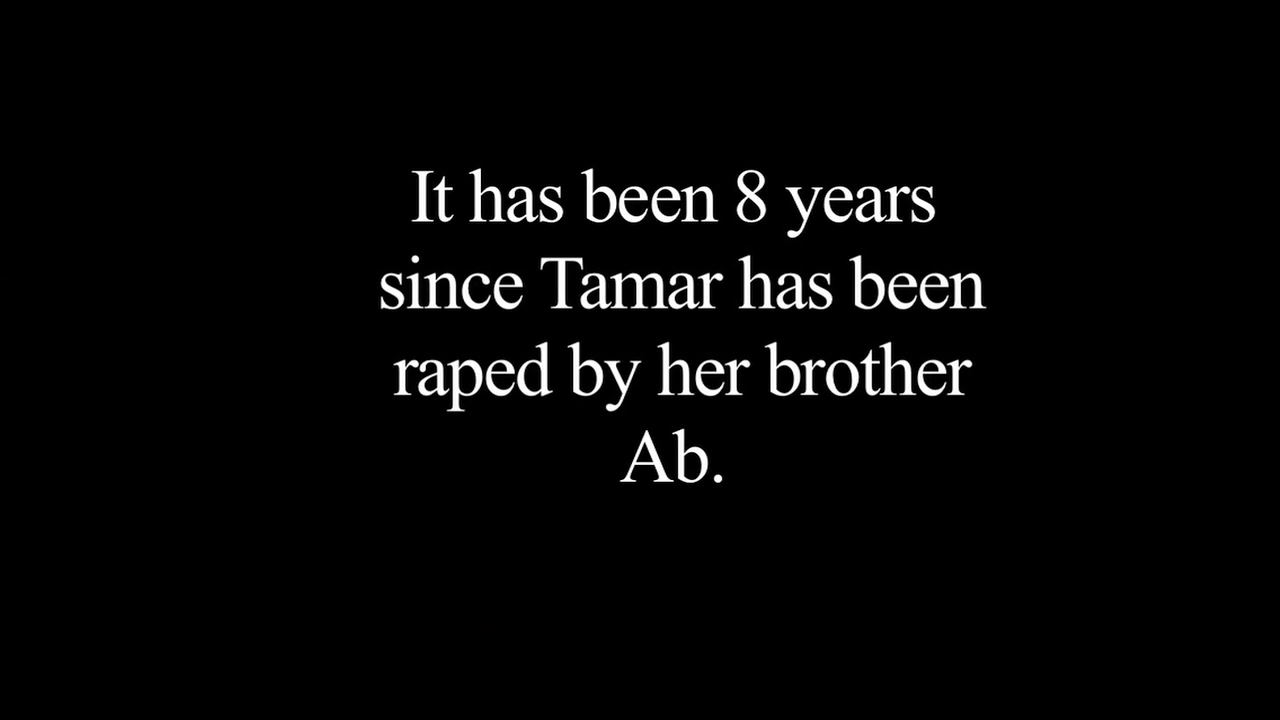 It has been 8 years
since Tamar has been
raped by her brother
Ab.